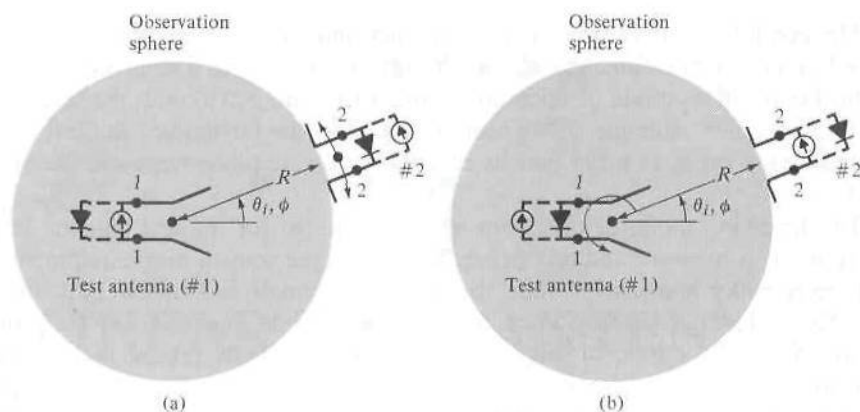 Observation
sphere
2
2
#2
R
θi, ϕ
1
1
Test antenna (#1)
(a)
Observation
sphere
2
2
#2
R
θi, ϕ
1
1
Test antenna (#1)
(b)